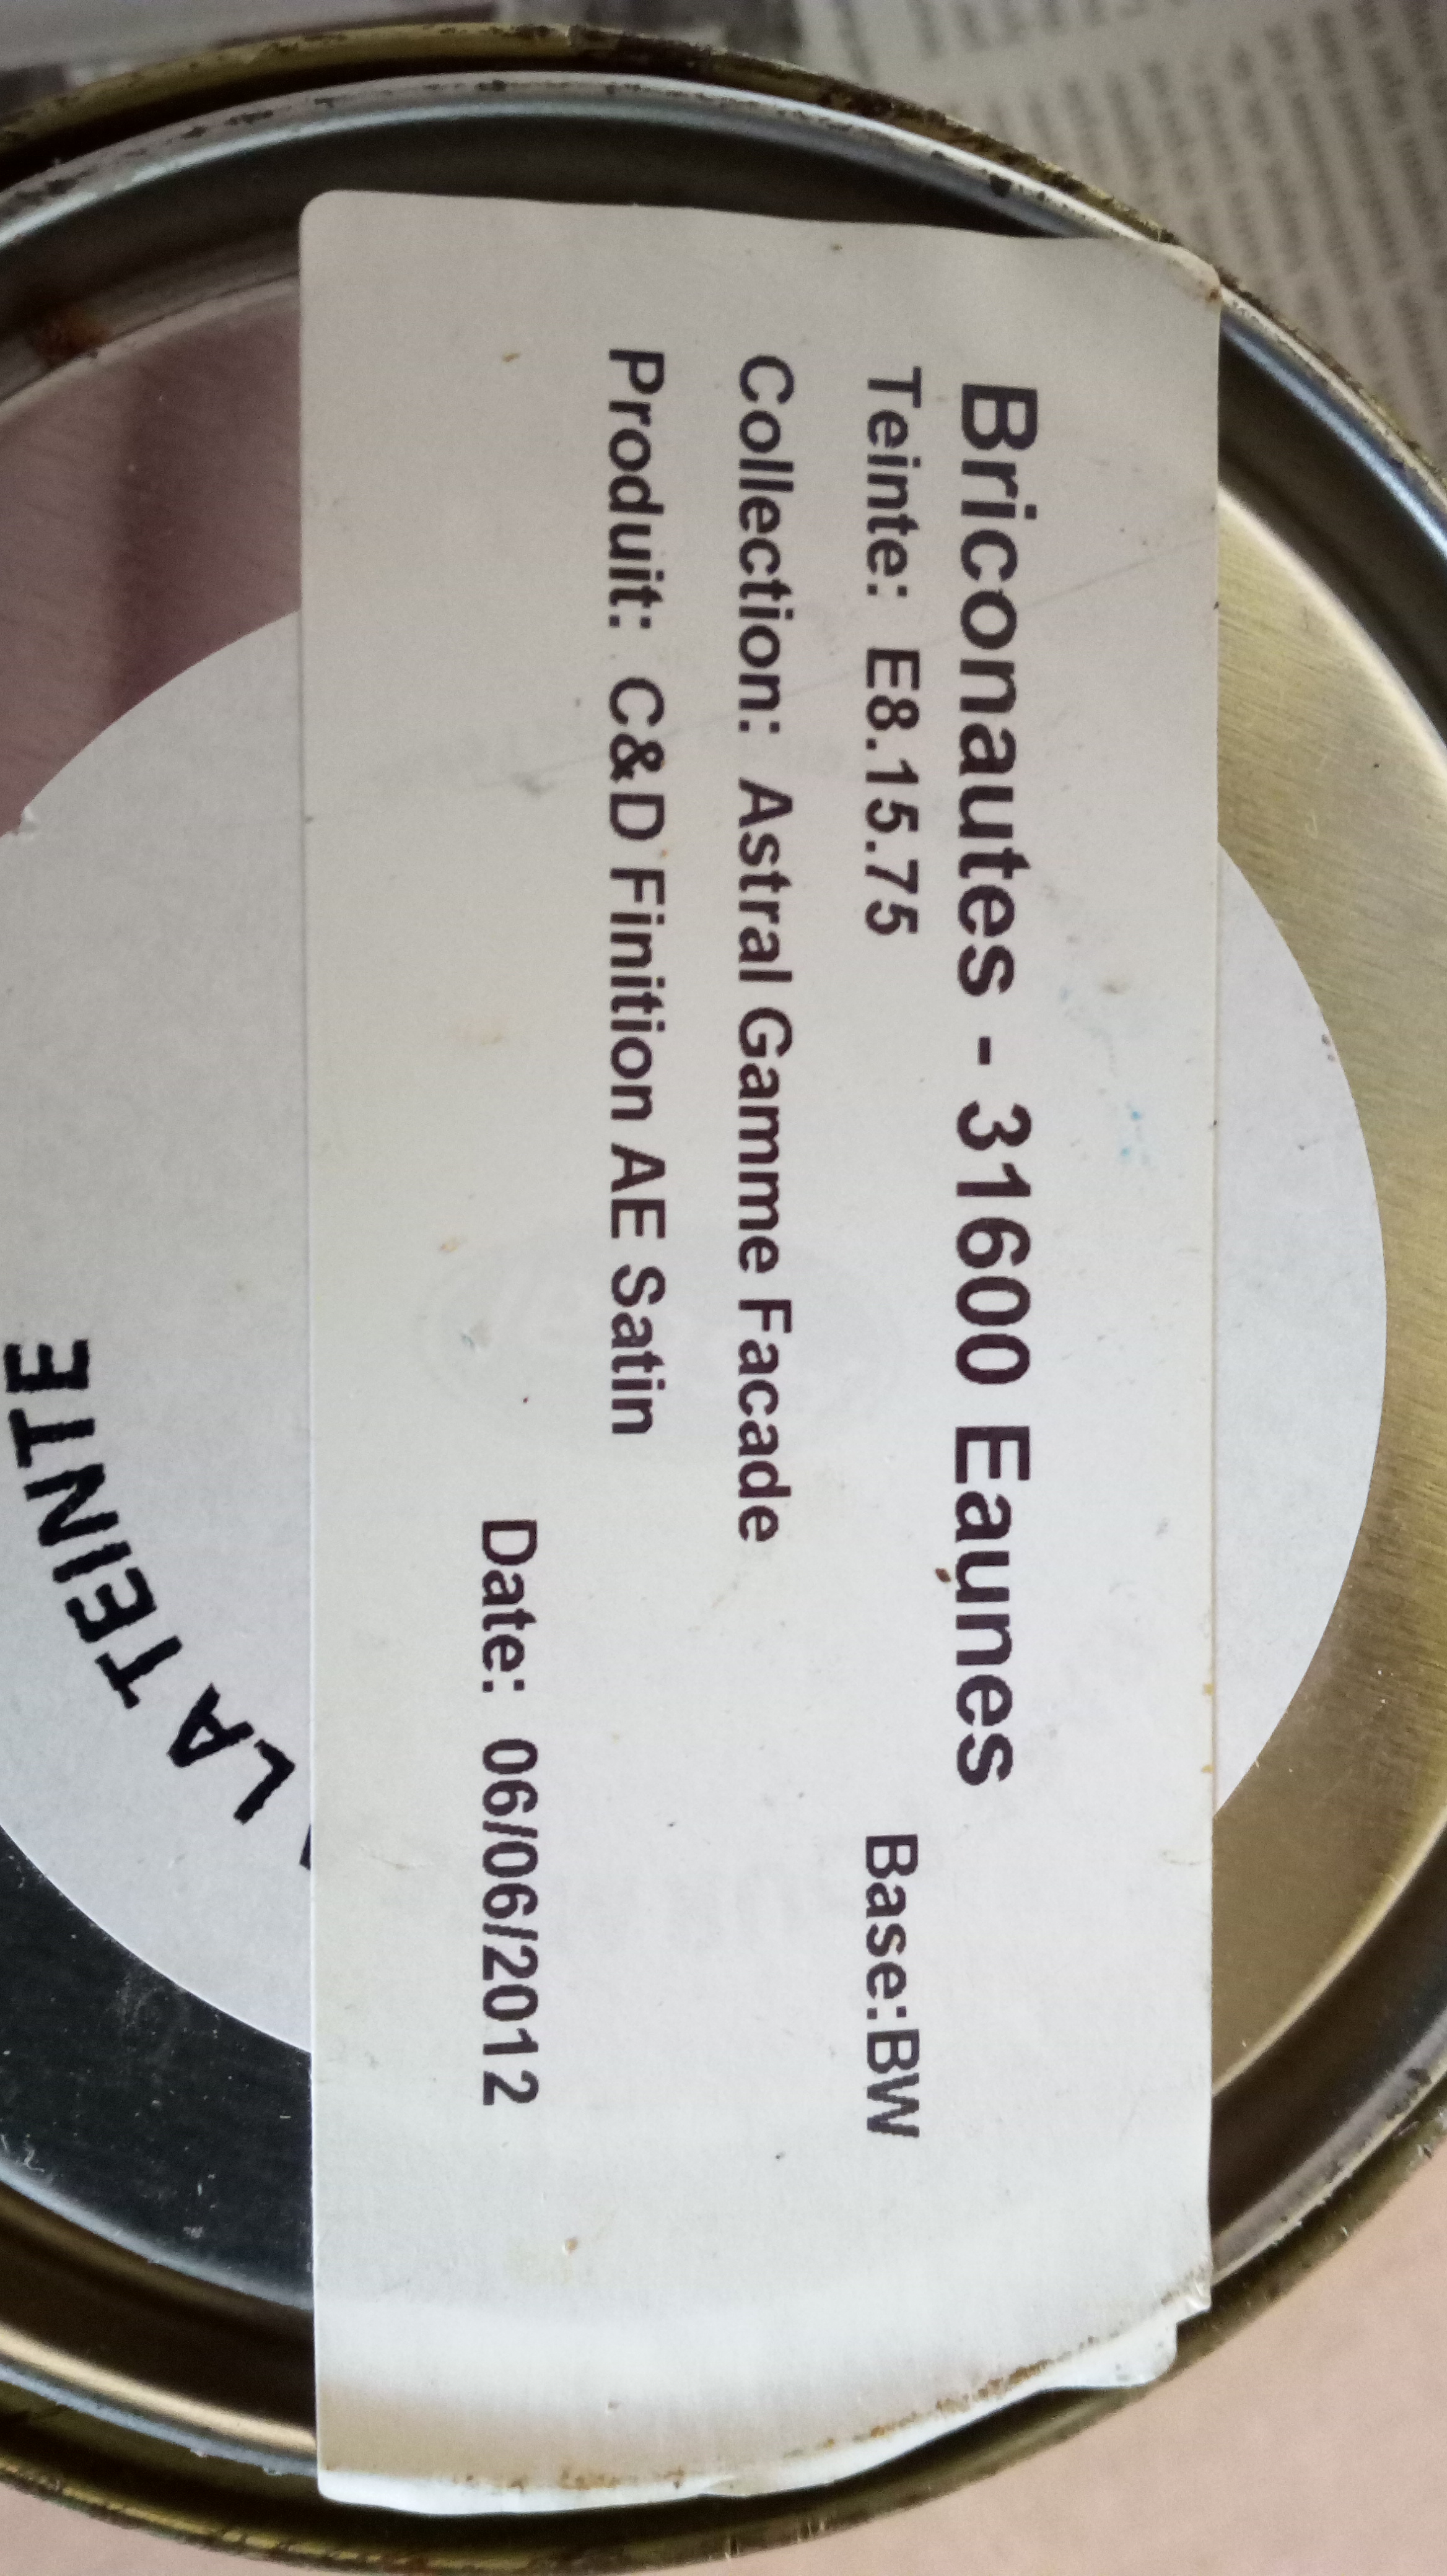 Briconautes - 31600 Eaunes
Teinte: E8.15.75 Base:BW
Collection: Astral Gamme Facade
Produit: C&D Finition AE Satin
Date: 06/06/2012
LA TEINTE